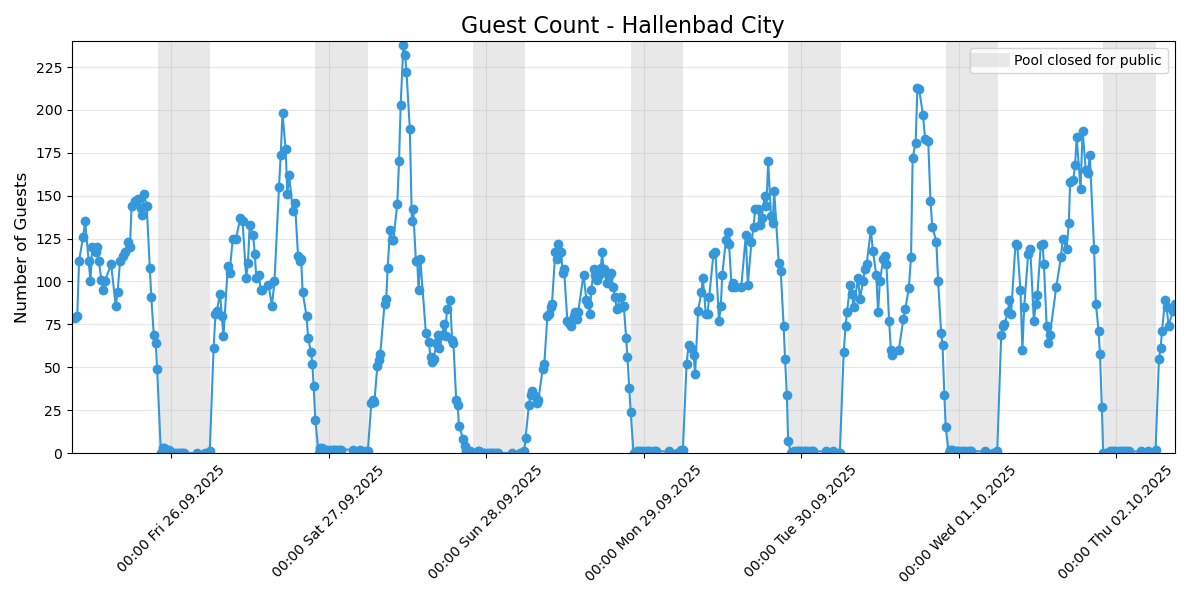 Guest Count - Hallenbad City
Pool closed for public
Number of Guests
225
200
175
150
125
100
75
50
25
0
00:00 Fri 26.09.2025
00:00 Sat 27.09.2025
00:00 Sun 28.09.2025
00:00 Mon 29.09.2025
00:00 Tue 30.09.2025
00:00 Wed 01.10.2025
00:00 Thu 02.10.2025